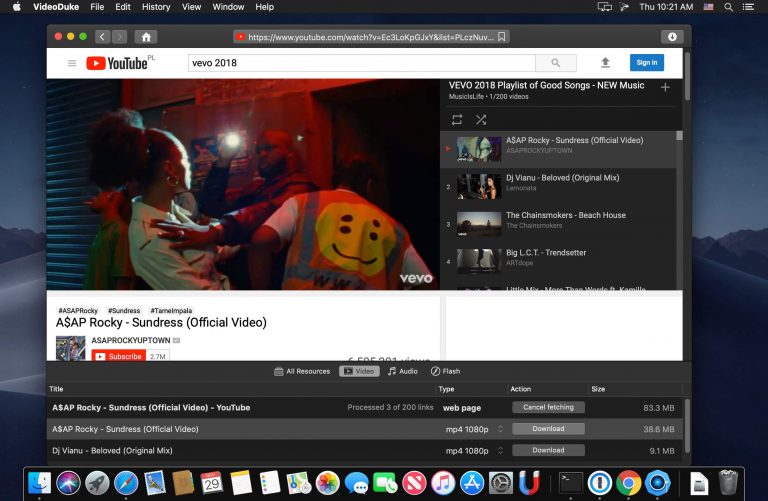 VideoDuke File Edit History View Window Help Thu 10:21 AM
https://www.youtube.com/watch?v=Ec3LoKpGJxY&list=PLczNuv...
YouTube PL vevo 2018 Sign in
VEVO 2018 Playlist of Good Songs - NEW Music
MusicIsLife • 1/200 videos
A$AP Rocky - Sundress (Official Video)
ASAPROCKYUPTOWN
2 Dj Vianu - Beloved (Original Mix)
Lemonata
3 The Chainsmokers - Beach House
The Chainsmokers
4 Big L.C.T. - Trendsetter
ARTdope
Little Mix - More Than Words ft. Kamille
WWW
vevo
#ASAPRocky #Sundress #TameImpala
A$AP Rocky - Sundress (Official Video)
ASAPROCKYUPTOWN
Subscribe 2.7M
views
All Resources Video Audio Flash
Title Type Action Size
A$AP Rocky - Sundress (Official Video) - YouTube Processed 3 of 200 links web page Cancel fetching 83.3 MB
A$AP Rocky - Sundress (Official Video) mp4 1080p Download 38.6 MB
Dj Vianu - Beloved (Original Mix) mp4 1080p Download 9.1 MB
NOV
29